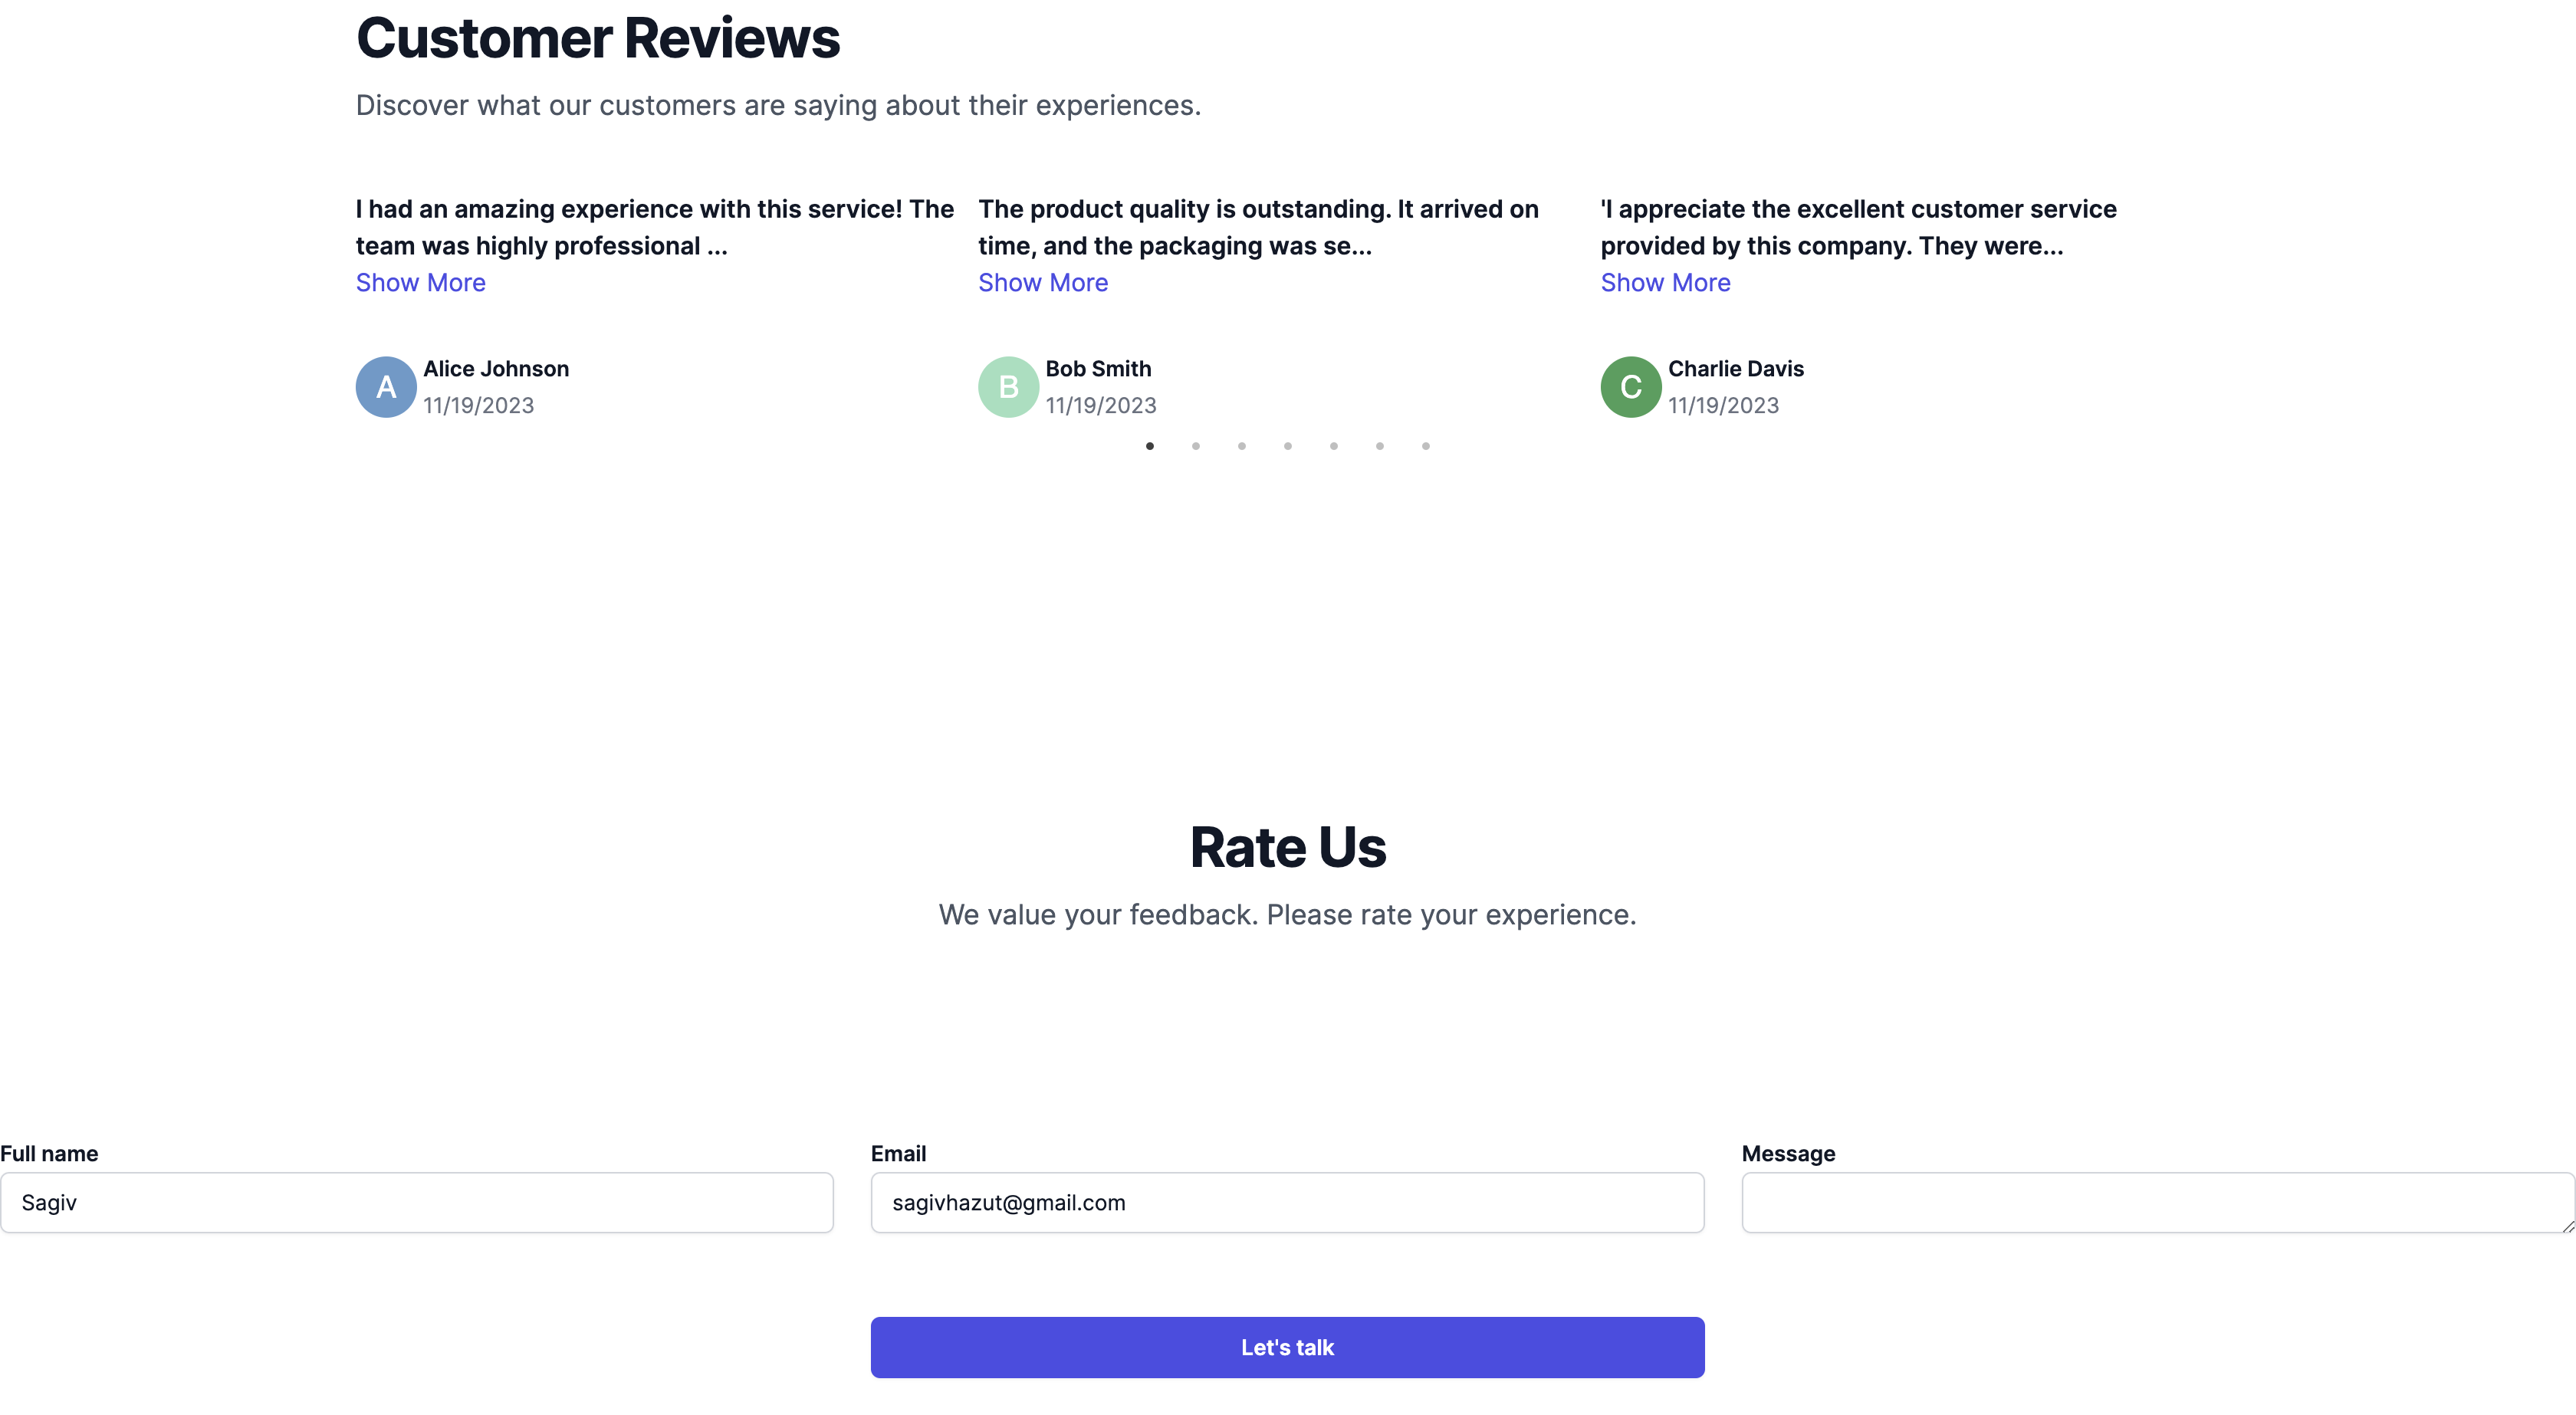 Customer Reviews
Discover what our customers are saying about their experiences.
I had an amazing experience with this service! The
team was highly professional ...
Show More
A
Alice Johnson
11/19/2023
The product quality is outstanding. It arrived on
time, and the packaging was se...
Show More
B
Bob Smith
11/19/2023
'I appreciate the excellent customer service
provided by this company. They were...
Show More
C
Charlie Davis
11/19/2023
Rate Us
We value your feedback. Please rate your experience.
Full name
Sagiv
Email
sagivhazut@gmail.com
Message
Let's talk